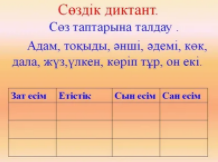 Сөздік диктант.
Сөз таптарына талдау .
Адам, тоқыды, әнші, әдемі, көк,
дала, жүз,үлкен, көріп тұр, он екі.
Зат есім Етістік Сын есім Сан есім